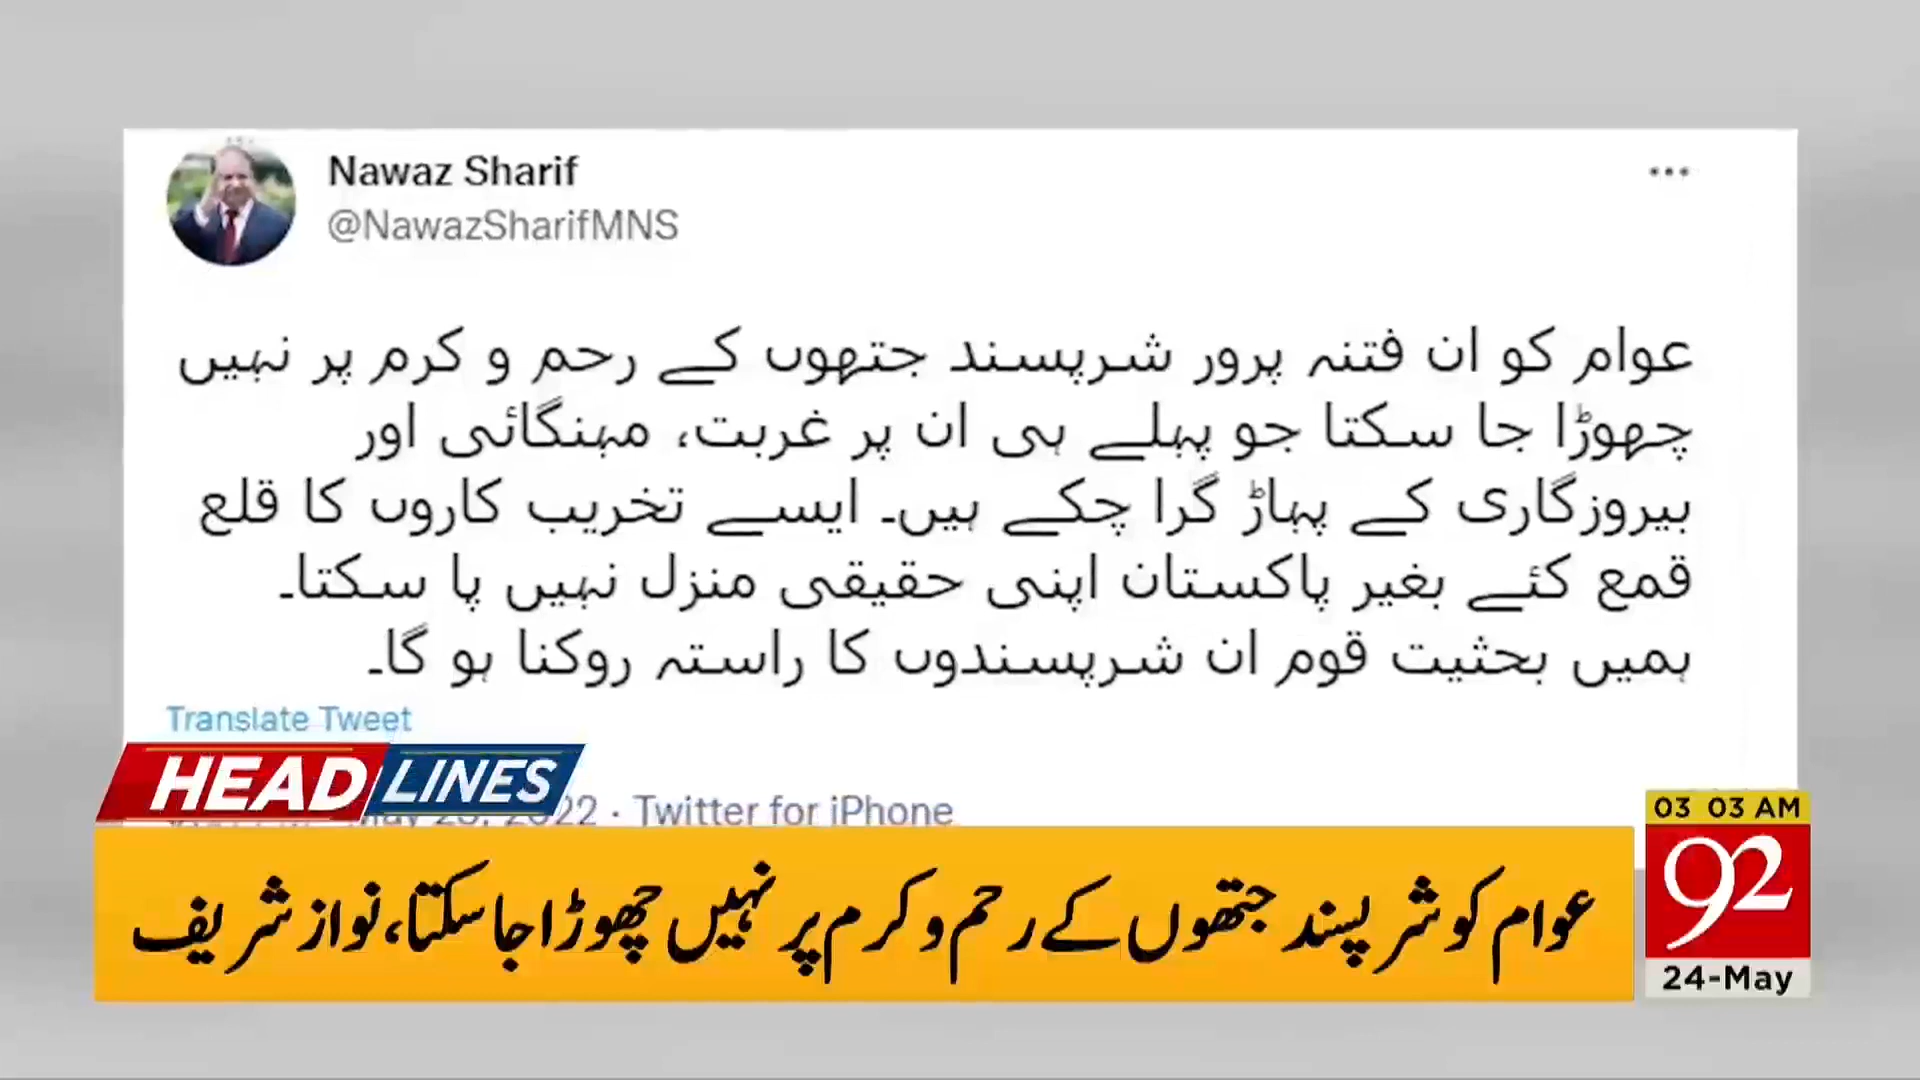 Nawaz Sharif
@NawazSharifMNS
عوام کو ان فتنہ پرور شرپسند جتھوں کے رحم و کرم پر نہیں
چھوڑا جا سکتا جو پہلے ہی ان پر غربت، مہنگائی اور
بیروزگاری کے پہاڑ گرا چکے ہیں۔ ایسے تخریب کاروں کا قلع
قمع کئے بغیر پاکستان اپنی حقیقی منزل نہیں پا سکتا۔
ہمیں بحثیت قوم ان شرپسندوں کا راستہ روکنا ہو گا۔
Translate Tweet
HEADLINES
2022 · Twitter for iPhone
عوام کو شرپسند جتھوں کے رحم و کرم پر نہیں چھوڑا جا سکتا، نواز شریف
03 03 AM
92
24-May